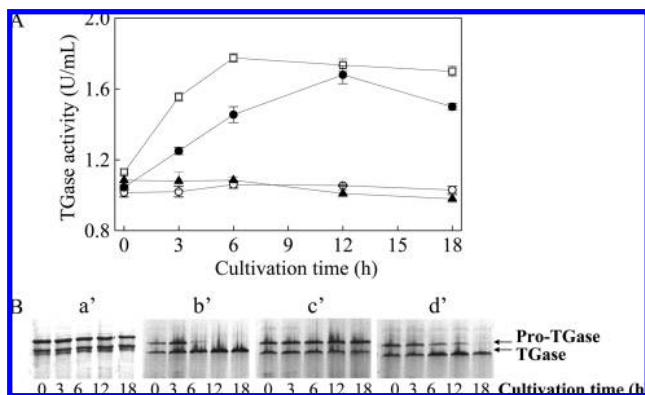 A
TGase activity (U/mL)
2.0
1.6
1.2
0.8
0 3 6 9 12 15 18
Cultivation time (h)
B
a’ b’ c’ d’
Pro-TGase
TGase
0 3 6 12 18 0 3 6 12 18 0 3 6 12 18 0 3 6 12 18 Cultivation time (h